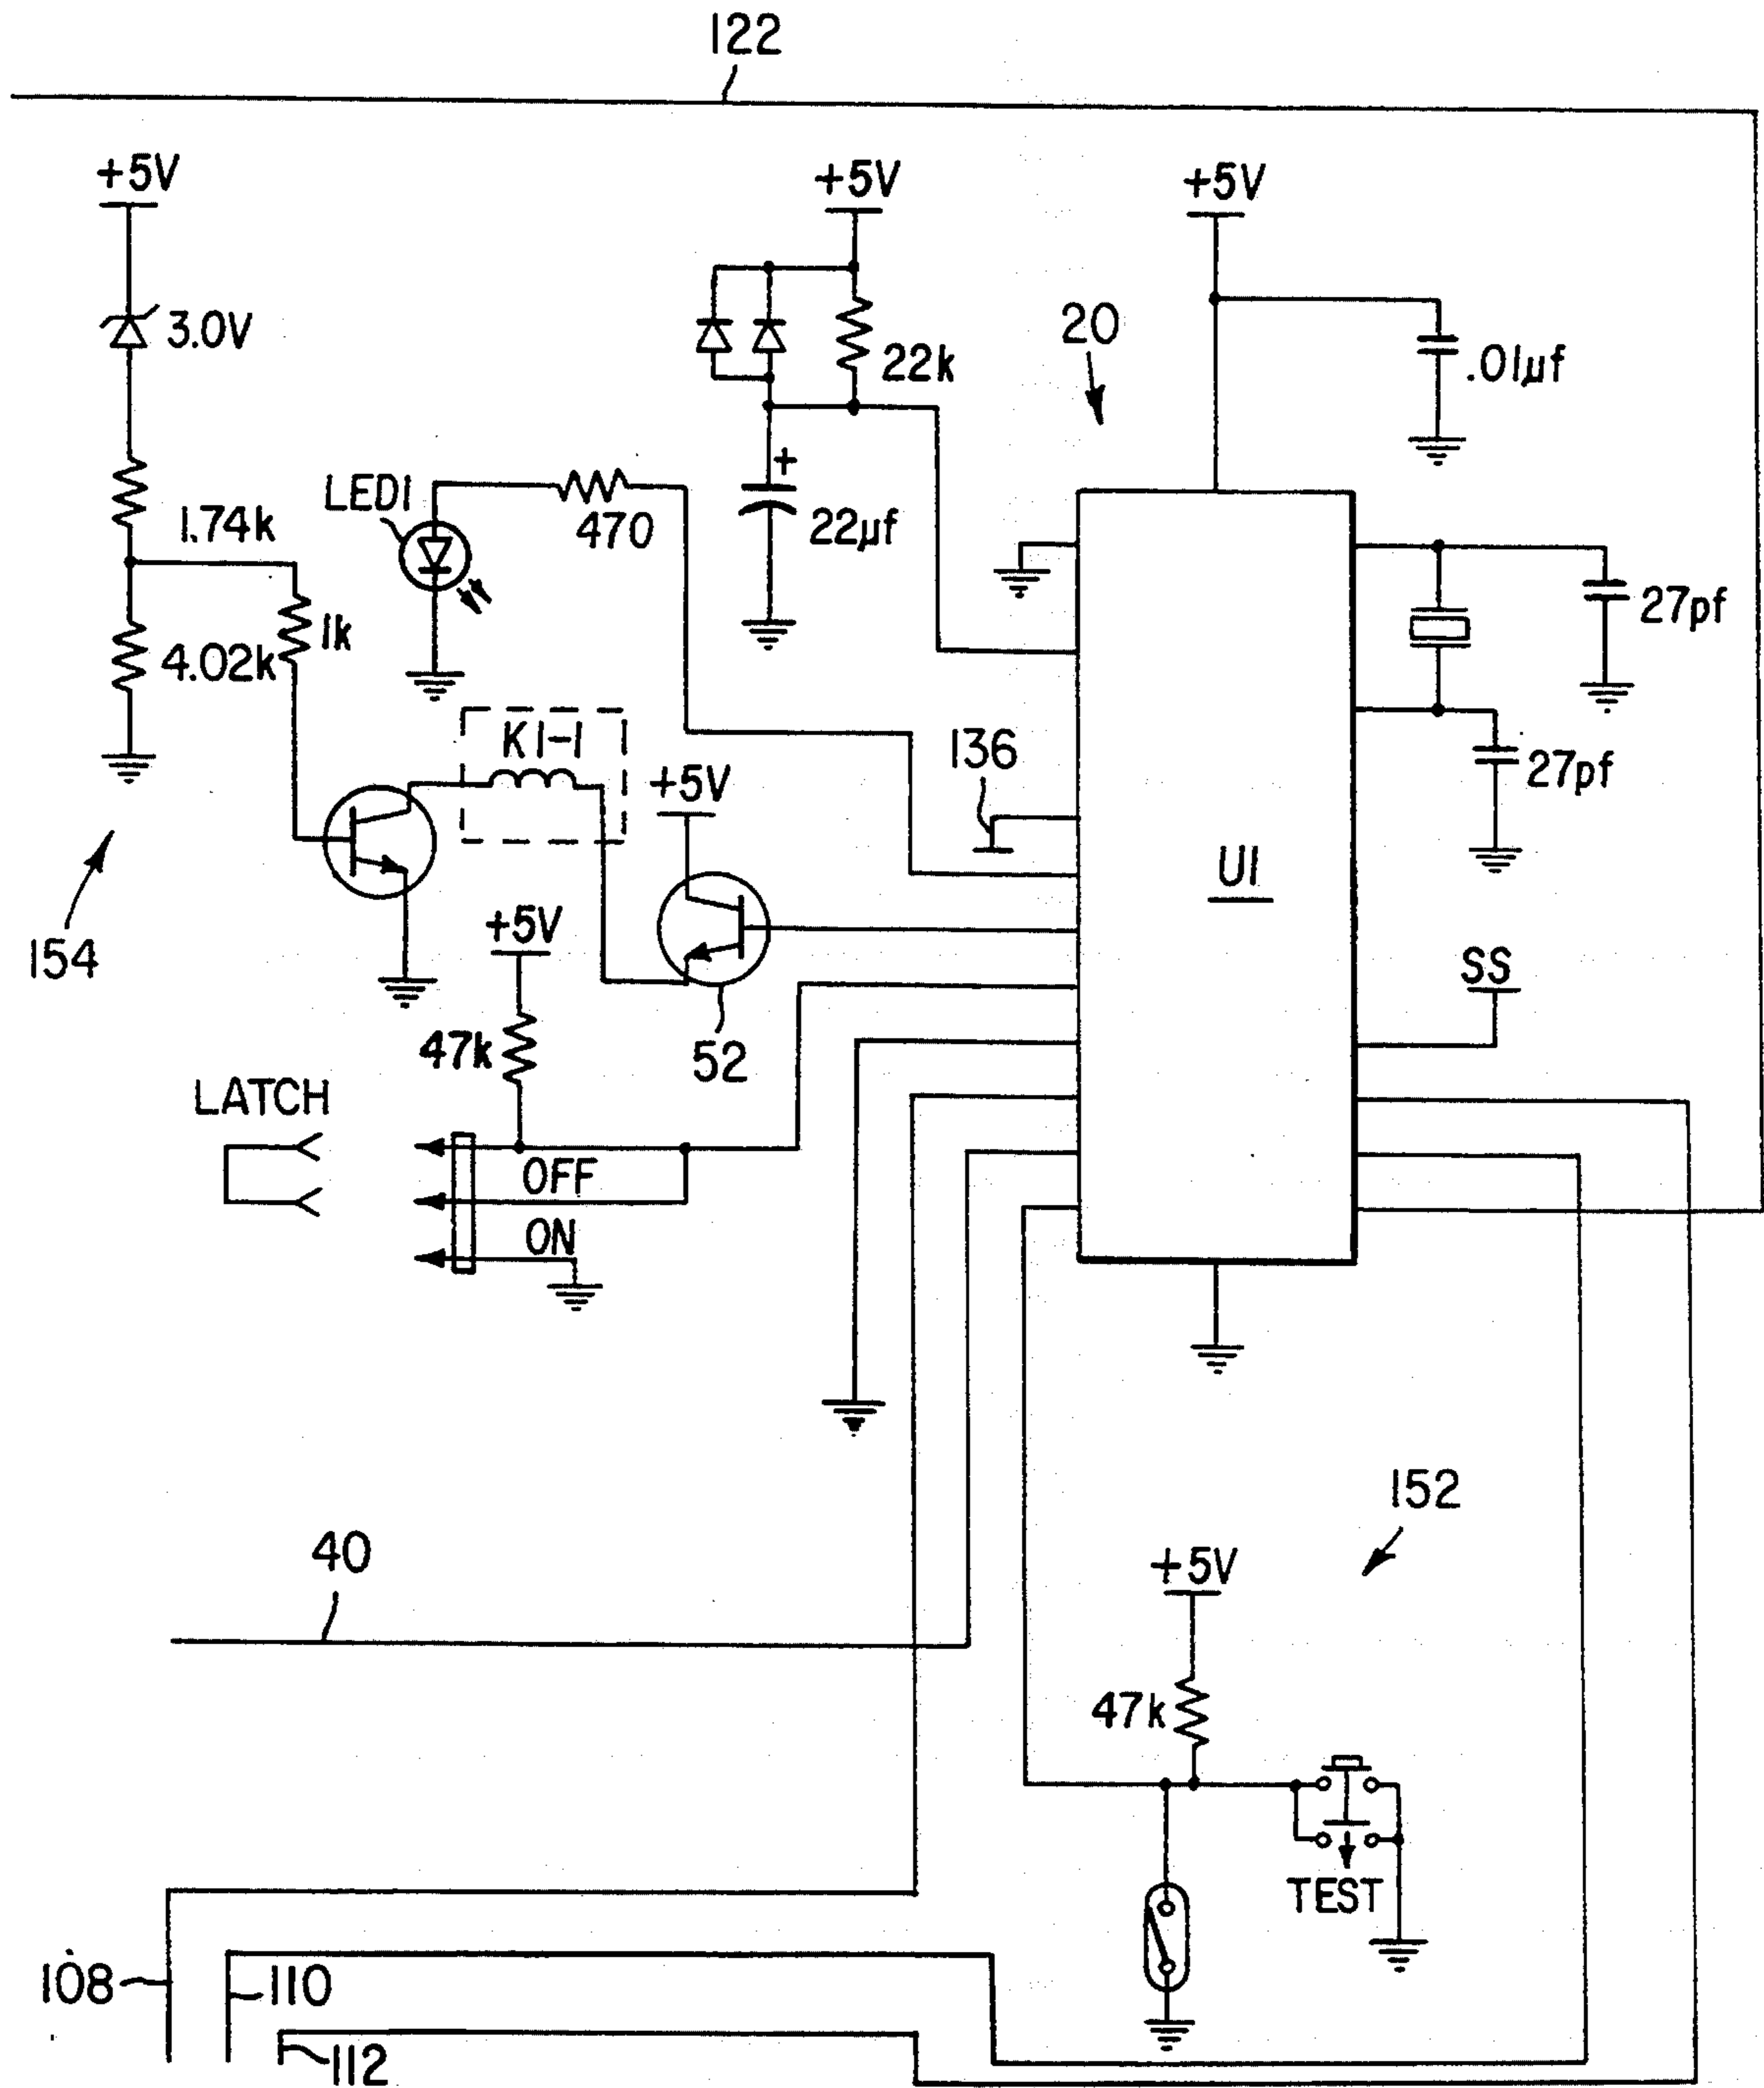 122
+5V
+5V
+5V
3.0V
20
22k
.01µf
LED1
1.74k
470
+
22µf
1k
4.02k
27pf
K1-1
+5V
136
27pf
U1
154
+5V
SS
47k
52
LATCH
OFF
ON
152
40
+5V
47k
TEST
108
110
112